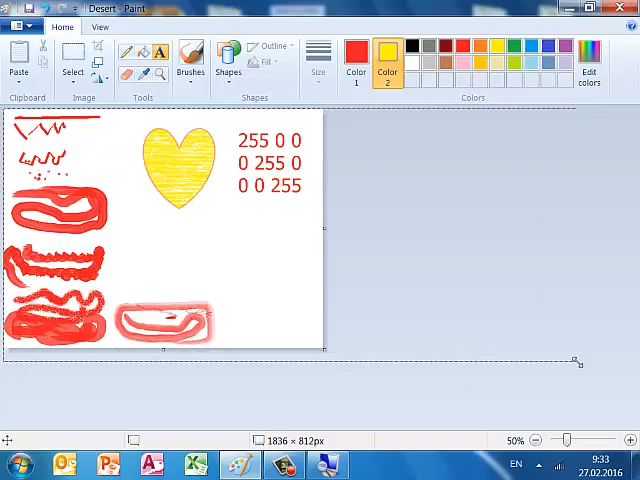 Desert - Paint
Home
View
Paste
Select
A
Brushes
Shapes
Outline
Fill
Size
Color
1
Color
2
Edit
colors
Clipboard
Image
Tools
Shapes
Colors
255 0 0
0 255 0
0 0 255
1836 × 812px
50%
EN
9:33
27.02.2016